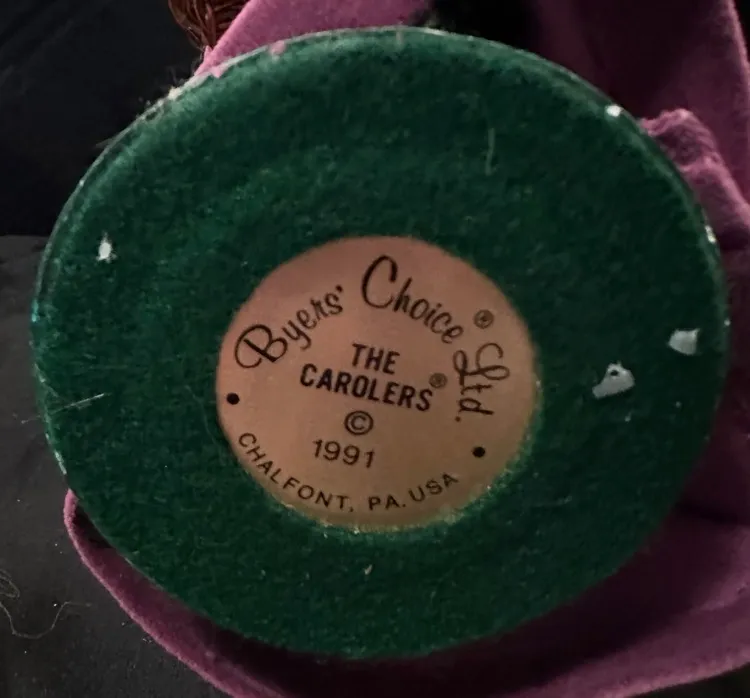 Byers' Choice® Ltd.
THE
CAROLERS®
©
1991
• CHALFONT, PA. USA •